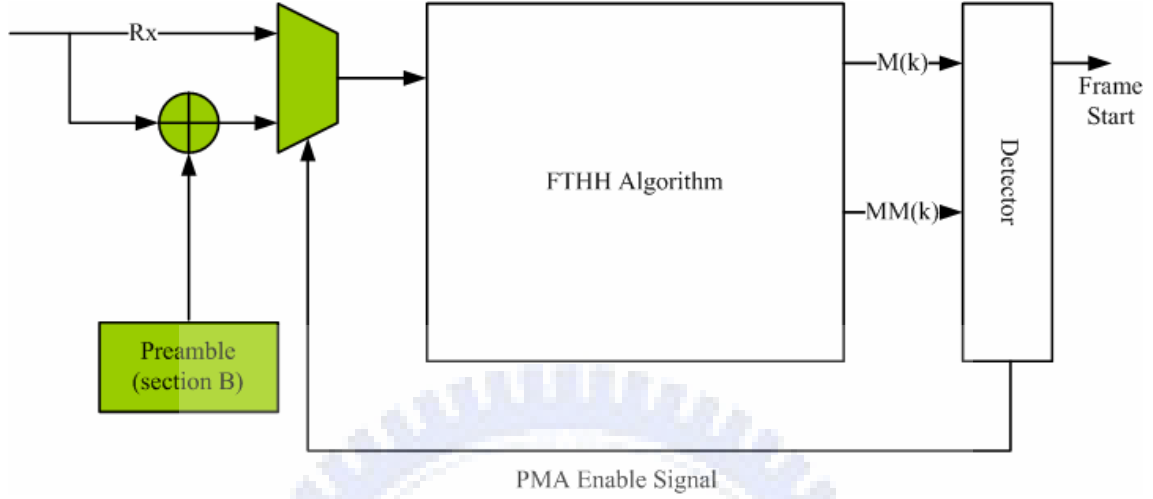 Rx
M(k)
Frame
Start
FTHH Algorithm
Detector
MM(k)
Preamble
(section B)
PMA Enable Signal